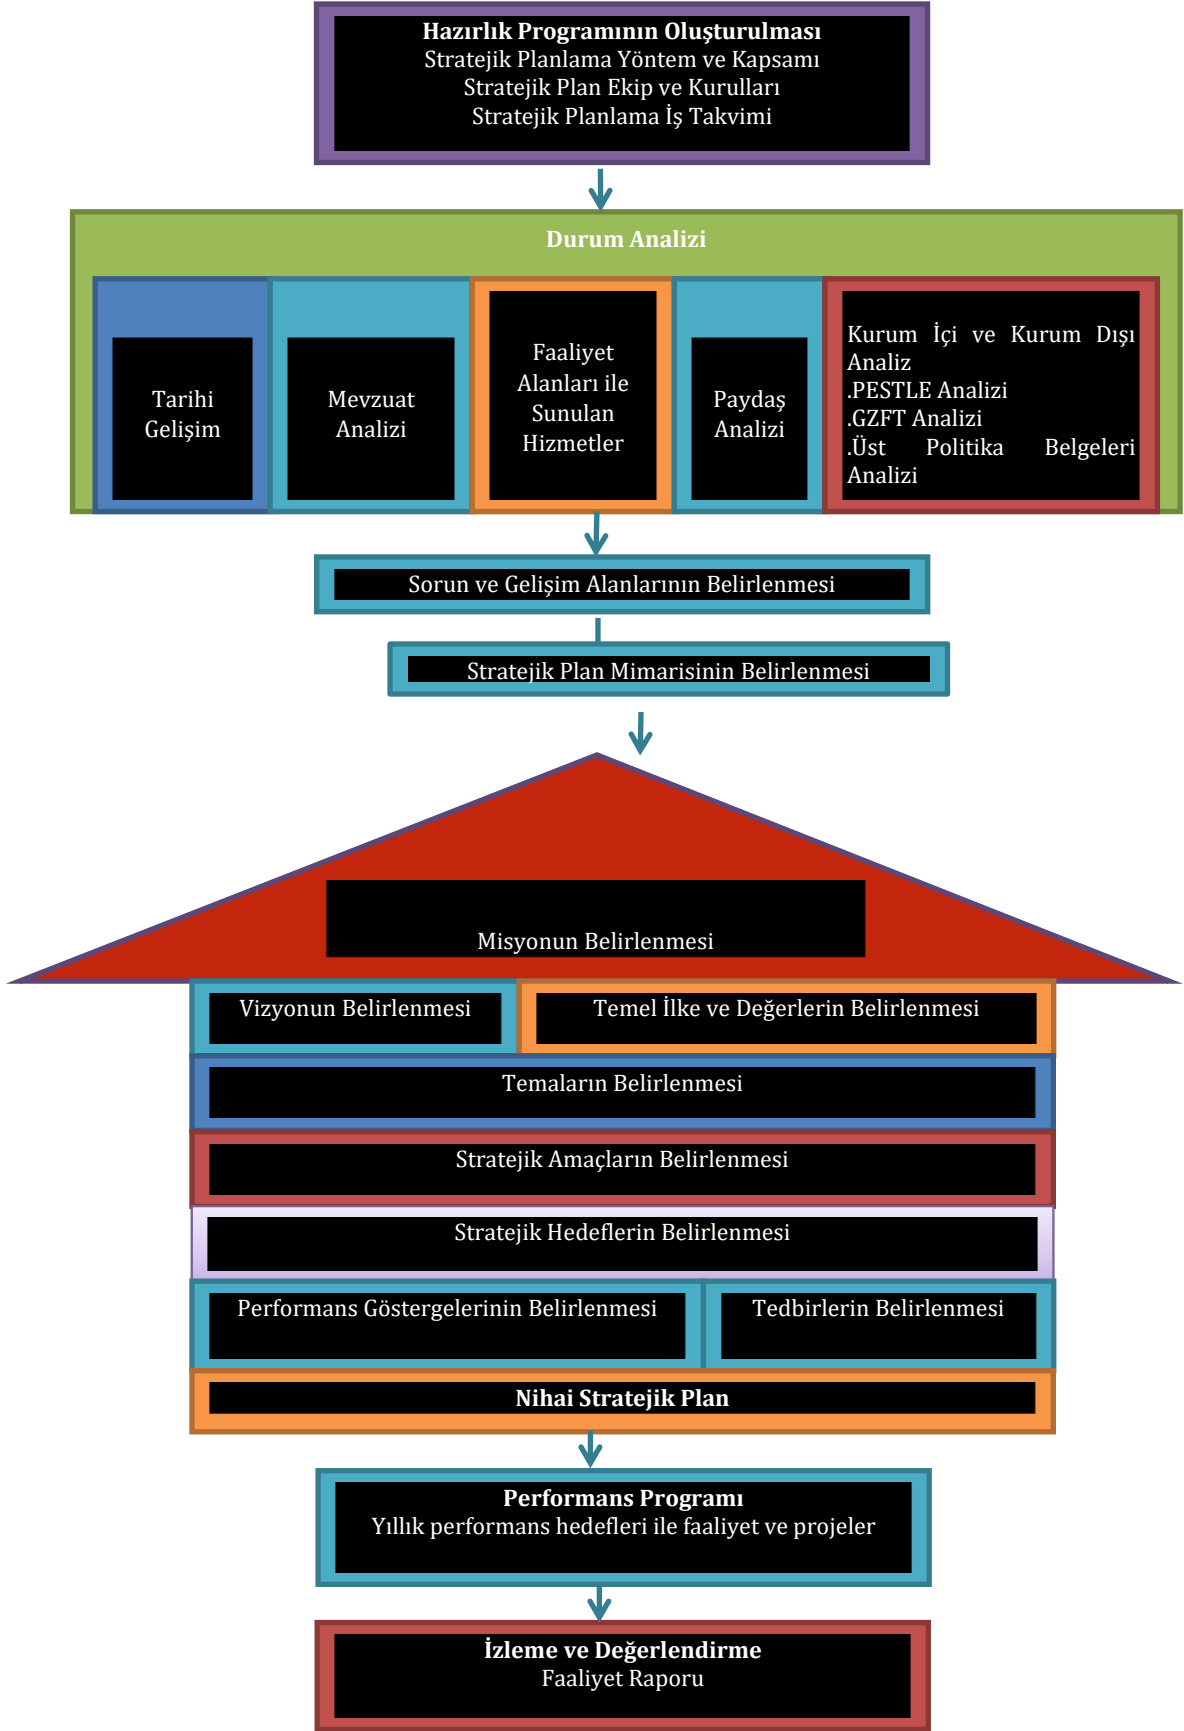 Hazırlık Programının Oluşturulması
Stratejik Planlama Yöntem ve Kapsamı
Stratejik Plan Ekip ve Kurulları
Stratejik Planlama İş Takvimi
Durum Analizi
Tarihi
Gelişim
Mevzuat
Analizi
Faaliyet
Alanları ile
Sunulan
Hizmetler
Paydaş
Analizi
Kurum İçi ve Kurum Dışı
Analiz
.PESTLE Analizi
.GZFT Analizi
.Üst Politika Belgeleri
Analizi
Sorun ve Gelişim Alanlarının Belirlenmesi
Stratejik Plan Mimarisinin Belirlenmesi
Misyonun Belirlenmesi
Vizyonun Belirlenmesi
Temel İlke ve Değerlerin Belirlenmesi
Temaların Belirlenmesi
Stratejik Amaçların Belirlenmesi
Stratejik Hedeflerin Belirlenmesi
Performans Göstergelerinin Belirlenmesi
Tedbirlerin Belirlenmesi
Nihai Stratejik Plan
Performans Programı
Yıllık performans hedefleri ile faaliyet ve projeler
İzleme ve Değerlendirme
Faaliyet Raporu